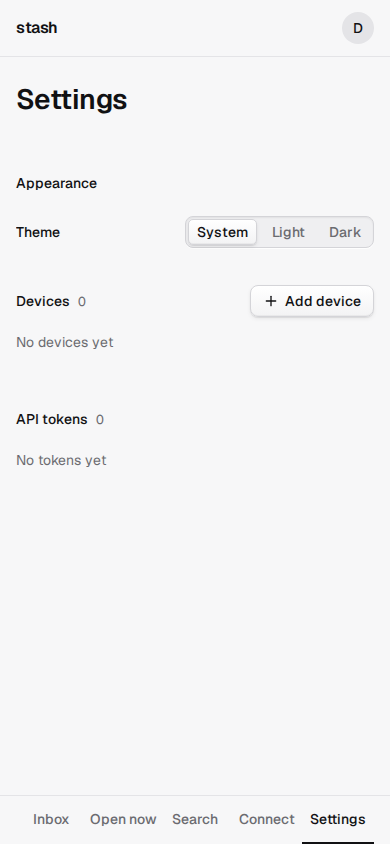 stash
D
Settings
Appearance
Theme
System Light Dark
Devices 0
+ Add device
No devices yet
API tokens 0
No tokens yet
Inbox Open now Search Connect Settings